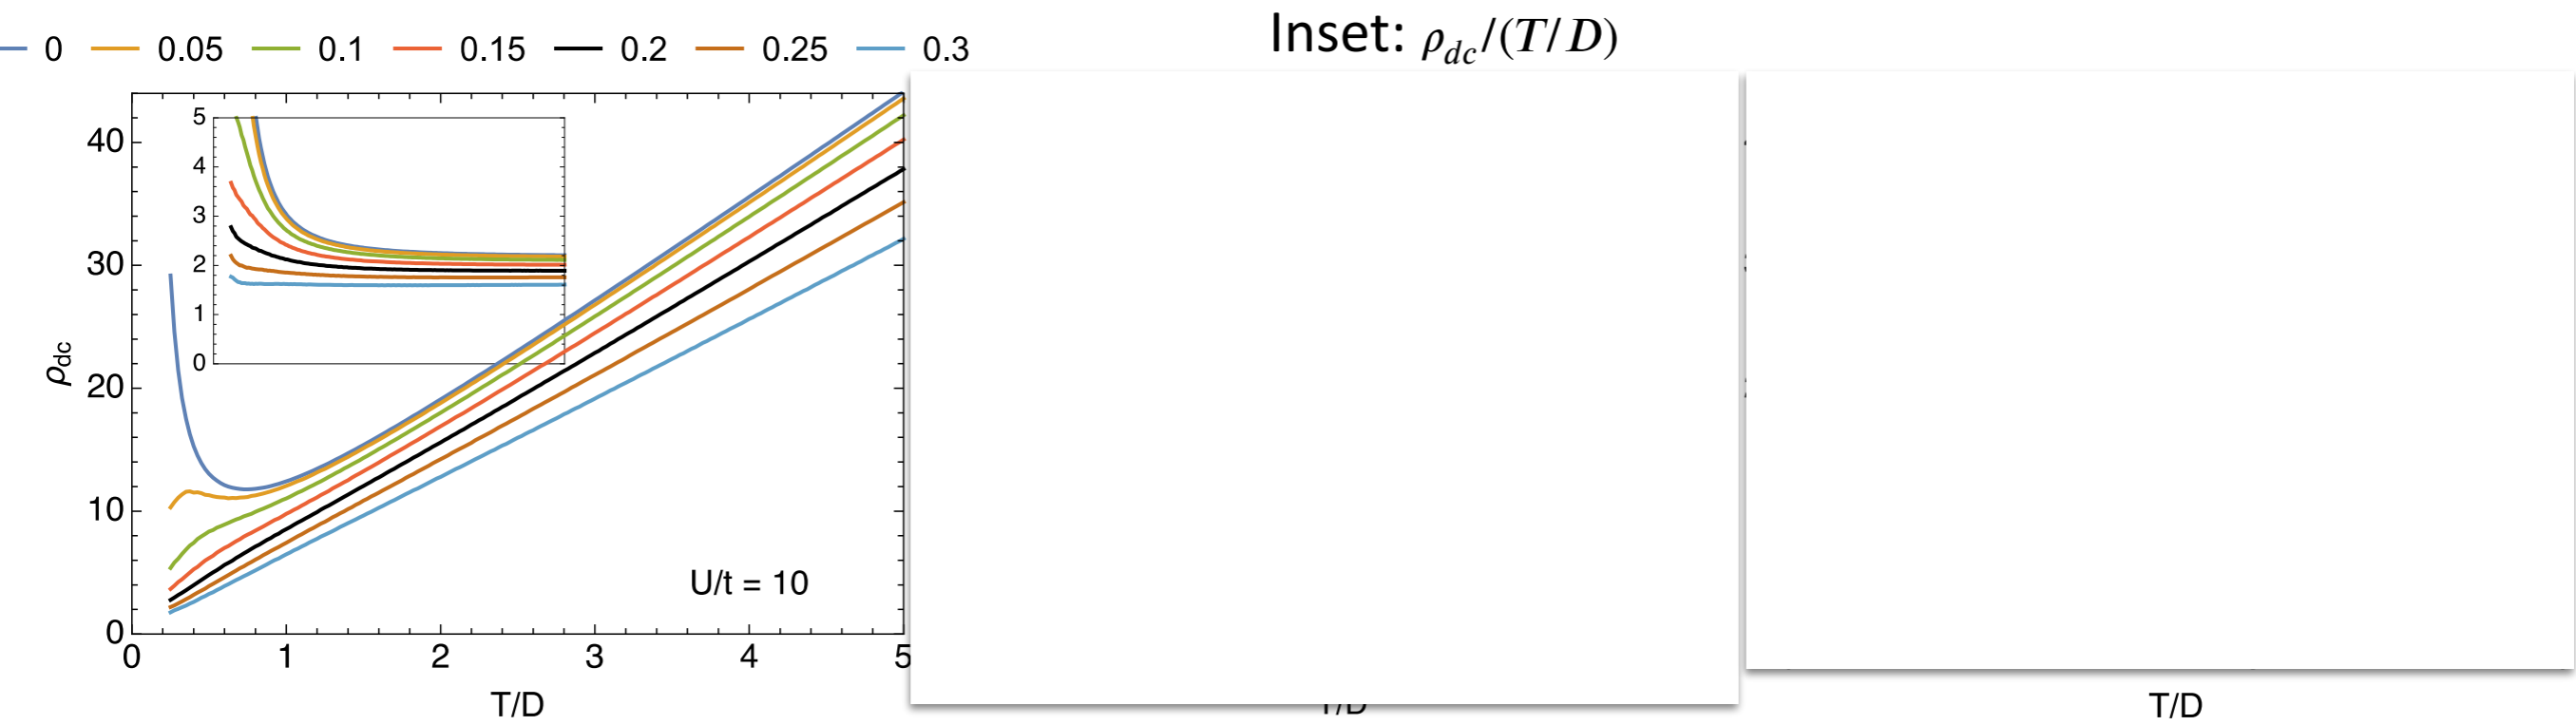 0 0.05 0.1 0.15 0.2 0.25 0.3
Inset: ρdc/(T/D)
5
4
3
2
1
0
40
30
20
10
0
ρdc
U/t = 10
0 1 2 3 4 5
T/D
T/D
T/D